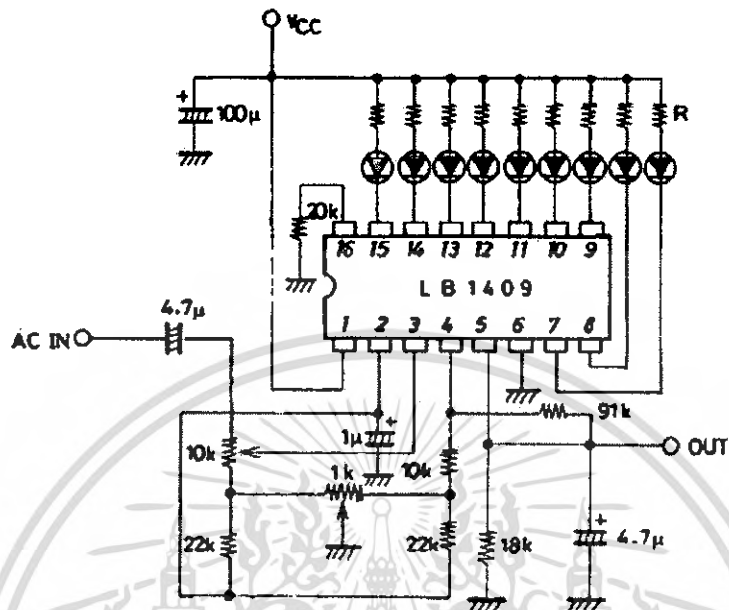 VCC
+
100μ
R
20k
16 15 14 13 12 11 10 9
LB1409
1 2 3 4 5 6 7 8
4.7μ
AC IN
+
1μ
91k
OUT
10k
1k
10k
22k
22k
18k
+
4.7μ